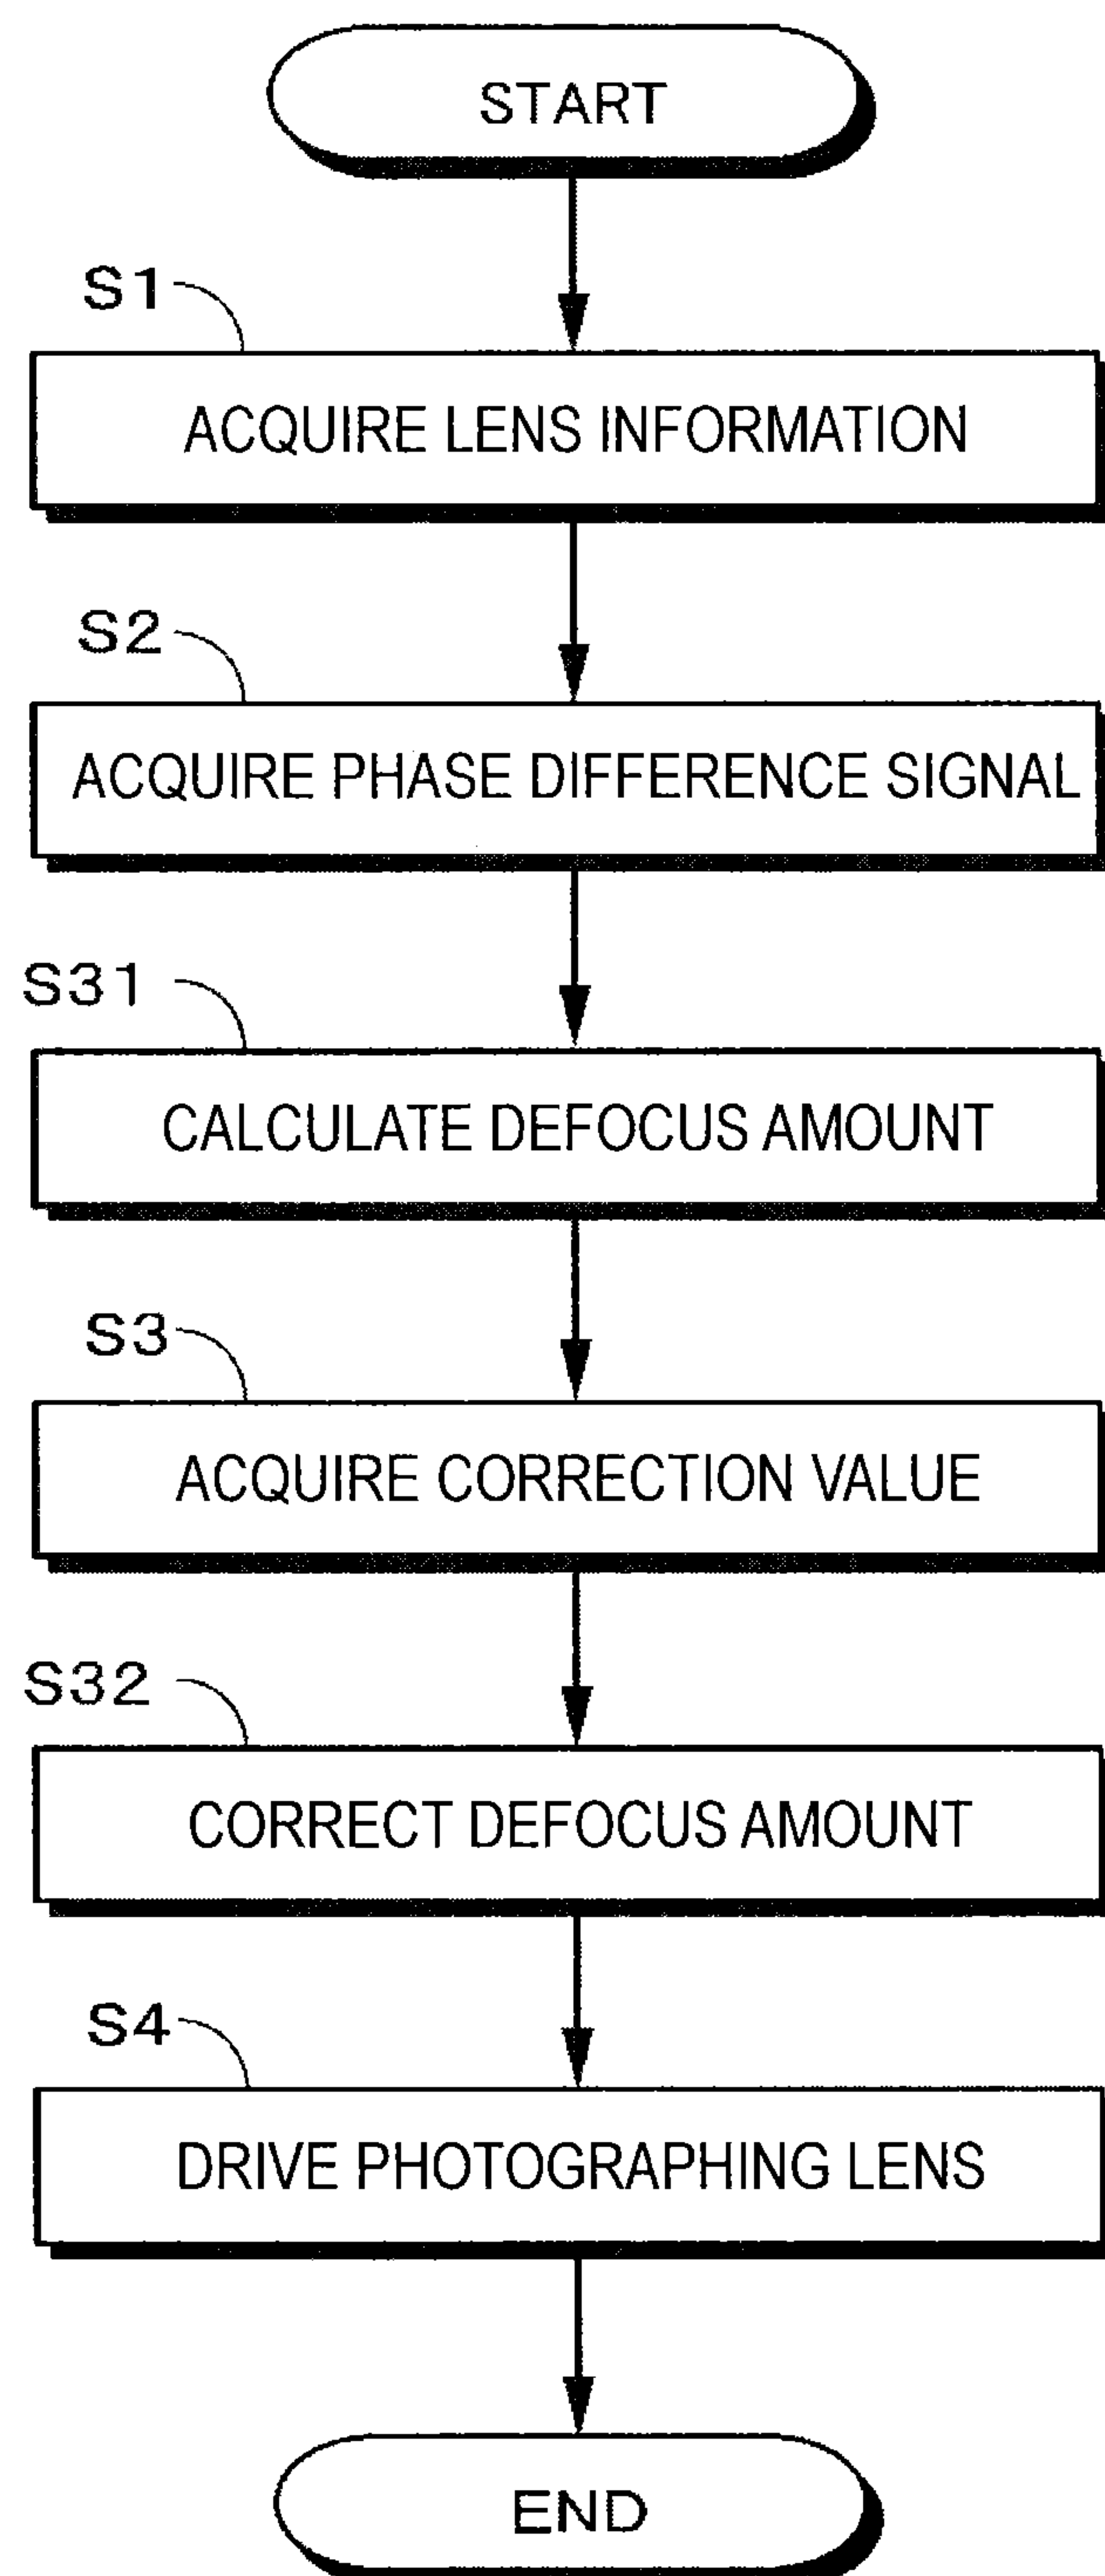 START
S1
ACQUIRE LENS INFORMATION
S2
ACQUIRE PHASE DIFFERENCE SIGNAL
S31
CALCULATE DEFOCUS AMOUNT
S3
ACQUIRE CORRECTION VALUE
S32
CORRECT DEFOCUS AMOUNT
S4
DRIVE PHOTOGRAPHING LENS
END